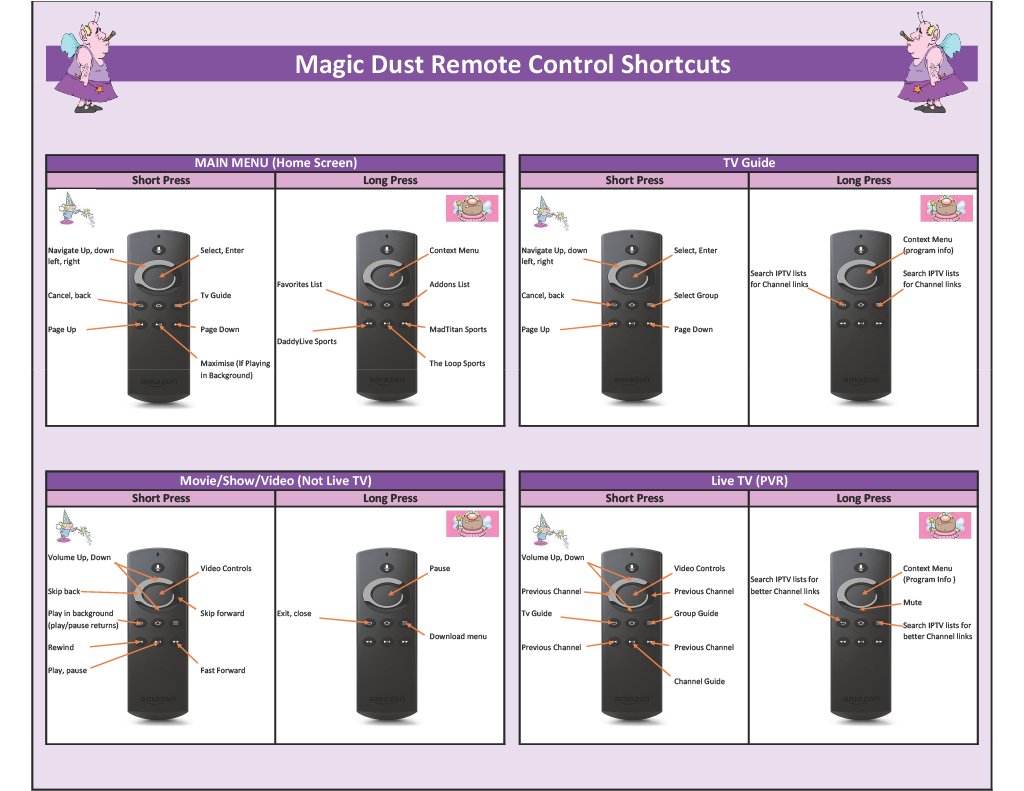 Magic Dust Remote Control Shortcuts
MAIN MENU (Home Screen)
Short Press
Long Press
Navigate Up, down
left, right
Select, Enter
Cancel, back
Tv Guide
Page Up
Page Down
Maximise (If Playing
in Background)
amazon
Context Menu
Favorites List
Addons List
DaddyLive Sports
MadTitan Sports
The Loop Sports
amazon
TV Guide
Short Press
Long Press
Navigate Up, down
left, right
Select, Enter
Cancel, back
Select Group
Page Up
Page Down
amazon
Context Menu
(program info)
Search IPTV lists
for Channel links
Search IPTV lists
for Channel links
amazon
Movie/Show/Video (Not Live TV)
Short Press
Long Press
Volume Up, Down
Video Controls
Skip back
Play in background
(play/pause returns)
Skip forward
Rewind
Play, pause
Fast Forward
amazon
Pause
Exit, close
Download menu
amazon
Live TV (PVR)
Short Press
Long Press
Volume Up, Down
Video Controls
Previous Channel
Previous Channel
Tv Guide
Group Guide
Previous Channel
Previous Channel
Channel Guide
amazon
Context Menu
(Program Info )
Search IPTV lists for
better Channel links
Mute
Search IPTV lists for
better Channel links
amazon